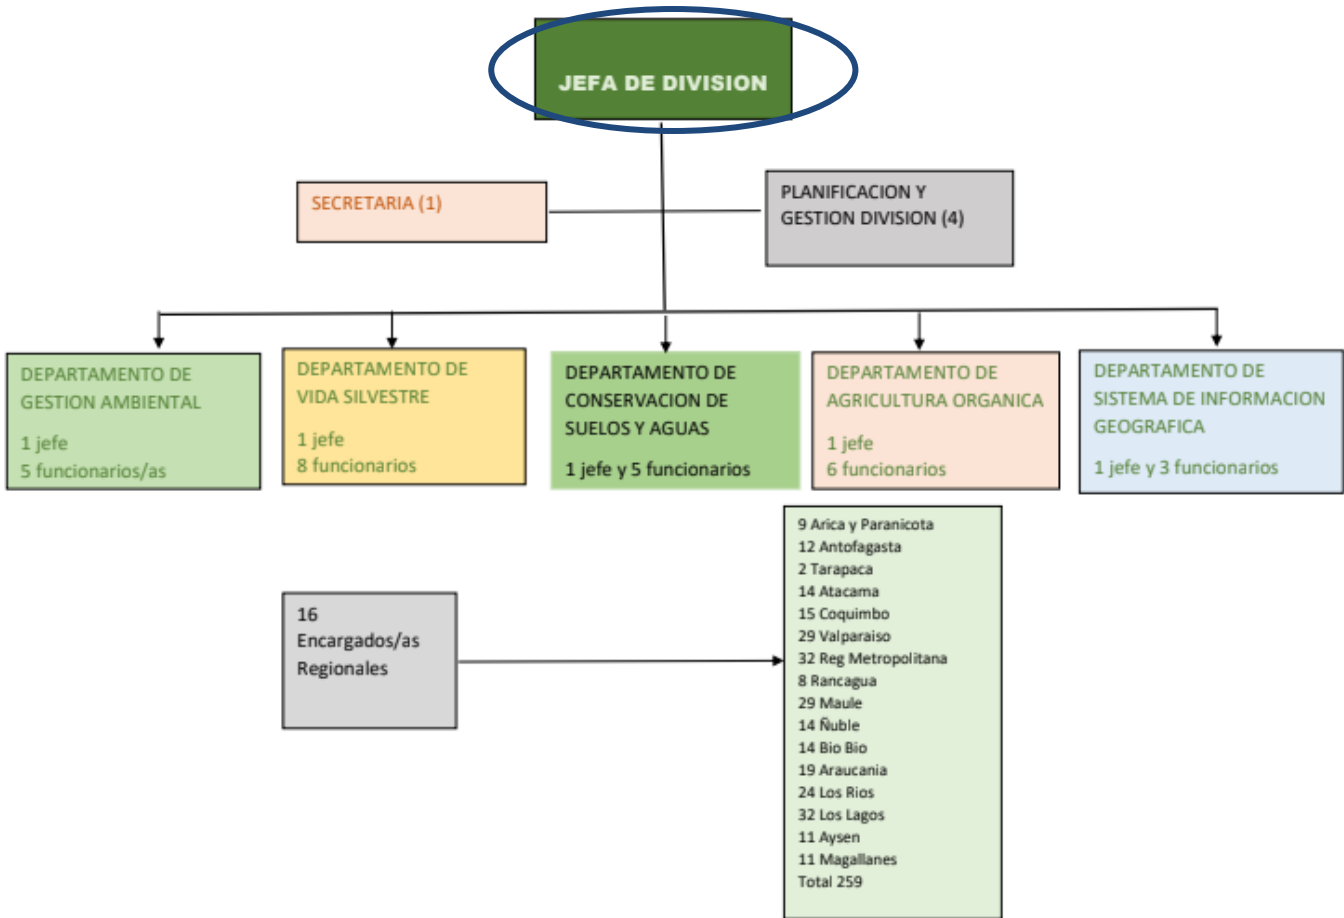 JEFA DE DIVISION
SECRETARIA (1)
PLANIFICACION Y
GESTION DIVISION (4)
DEPARTAMENTO DE
GESTION AMBIENTAL
1 jefe
5 funcionarios/as
DEPARTAMENTO DE
VIDA SILVESTRE
1 jefe
8 funcionarios
DEPARTAMENTO DE
CONSERVACION DE
SUELOS Y AGUAS
1 jefe y 5 funcionarios
DEPARTAMENTO DE
AGRICULTURA ORGANICA
1 jefe
6 funcionarios
DEPARTAMENTO DE
SISTEMA DE INFORMACION
GEOGRAFICA
1 jefe y 3 funcionarios
16
Encargados/as
Regionales
9 Arica y Paranicota
12 Antofagasta
2 Tarapaca
14 Atacama
15 Coquimbo
29 Valparaiso
32 Reg Metropolitana
8 Rancagua
29 Maule
14 Ñuble
14 Bio Bio
19 Araucania
24 Los Rios
32 Los Lagos
11 Aysen
11 Magallanes
Total 259